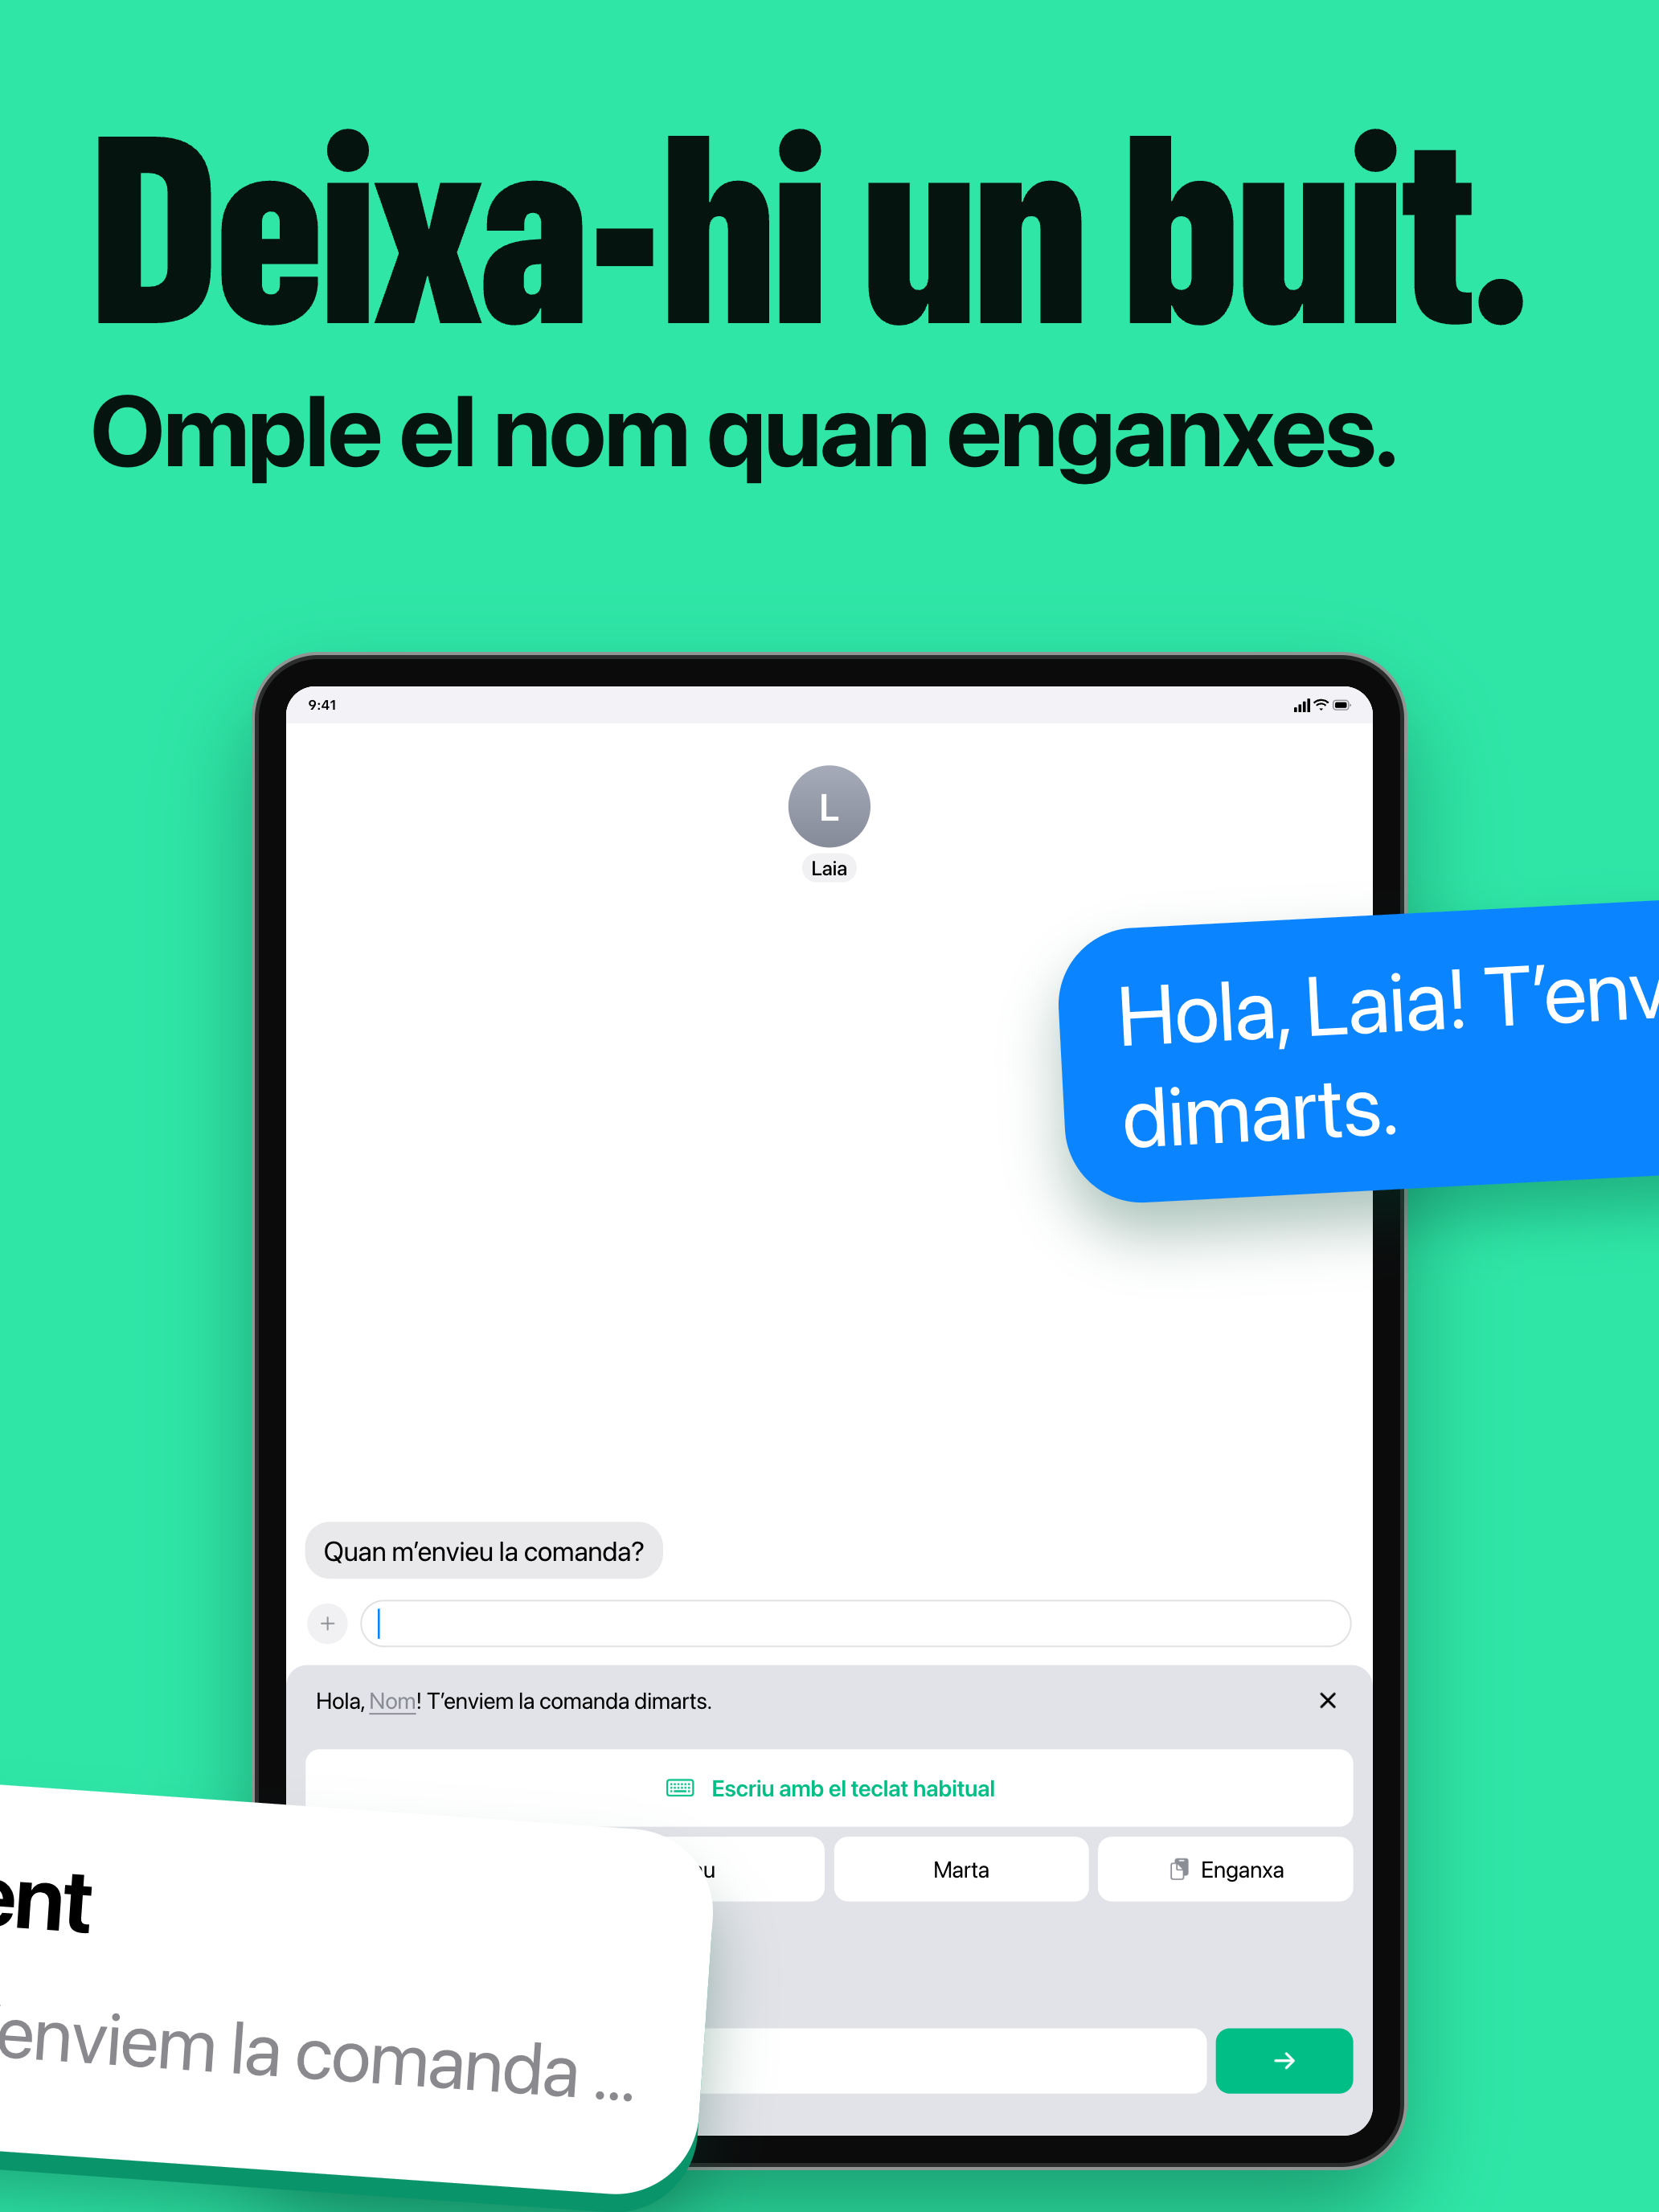 Deixa-hi un buit.
Omple el nom quan enganxes.
9:41
L
Laia
Hola, Laia! T’env
dimarts.
Quan m’envieu la comanda?
Hola, Nom! T’enviem la comanda dimarts.
Escriu amb el teclat habitual
Marta
Enganxa
ent
enviem la comanda ...